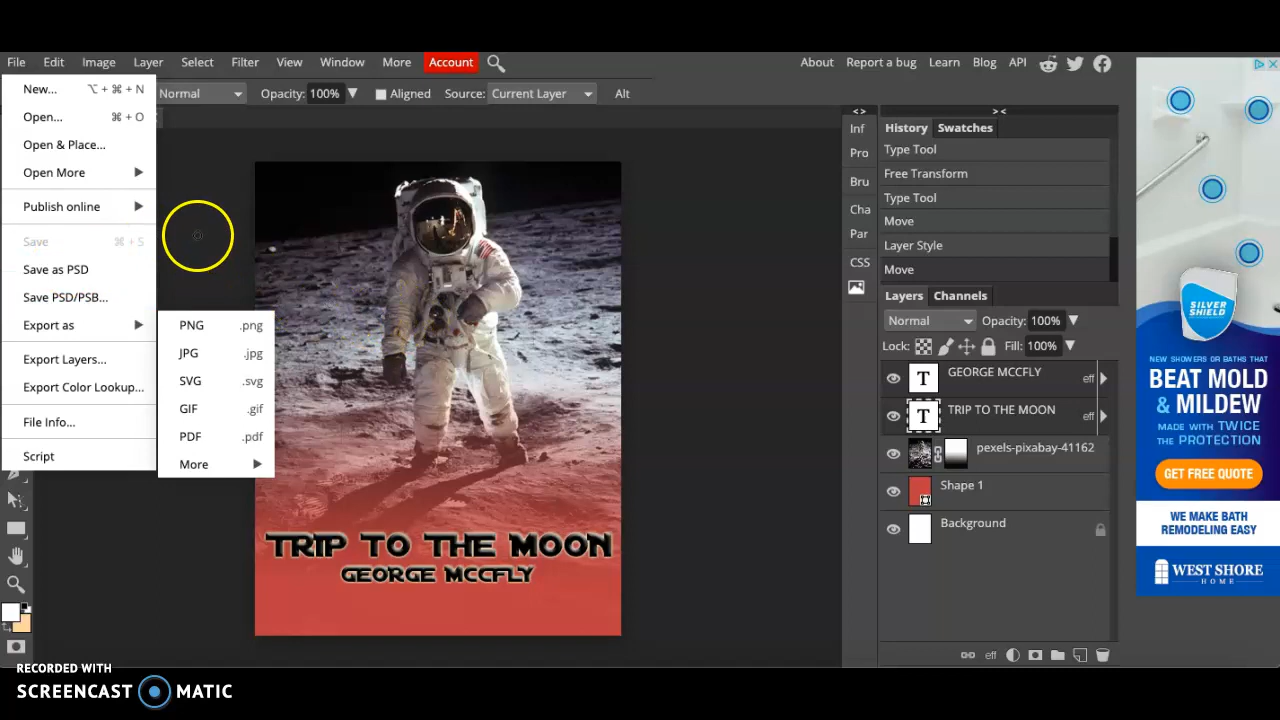 File Edit Image Layer Select Filter View Window More Account
About Report a bug Learn Blog API
Normal Opacity: 100% Aligned Source: Current Layer Alt
New... ⌥ + ⌘ + N
Open... ⌘ + O
Open & Place...
Open More
Publish online
Save ⌘ + S
Save as PSD
Save PSD/PSB...
Export as
Export Layers...
Export Color Lookup...
File Info...
Script
PNG .png
JPG .jpg
SVG .svg
GIF .gif
PDF .pdf
More
TRIP TO THE MOON
GEORGE MCCFLY
< >
Inf
Pro
Bru
Cha
Par
CSS
> <
History Swatches
Type Tool
Free Transform
Type Tool
Move
Layer Style
Move
Layers Channels
Normal Opacity: 100%
Lock: Fill: 100%
T GEORGE MCCFLY eff
T TRIP TO THE MOON eff
pexels-pixabay-41162
Shape 1
Background
eff
SILVER
SHIELD
NEW SHOWERS OR BATHS THAT
BEAT MOLD
& MILDEW
MADE WITH TWICE
THE PROTECTION
GET FREE QUOTE
WE MAKE BATH
REMODELING EASY
WEST SHORE
HOME
RECORDED WITH
SCREENCAST MATIC